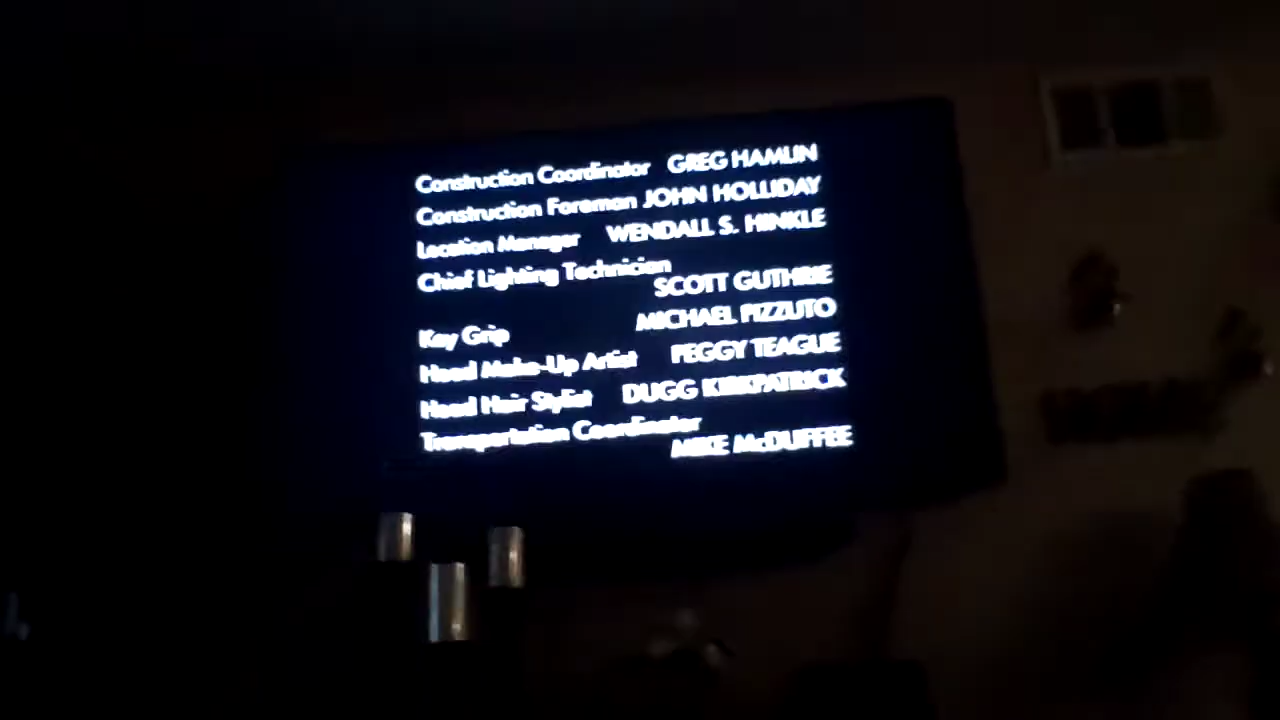 Construction Coordinator GREG HAMLIN
Construction Foreman JOHN HOLLIDAY
Location Manager WENDALL S. HINKLE
Chief Lighting Technician
SCOTT GUTHRIE
Key Grip MICHAEL PIZZUTO
Head Make-Up Artist PEGGY TEAGUE
Head Hair Stylist DUGG KIRKPATRICK
Transportation Coordinator
MIKE McDUFFEE